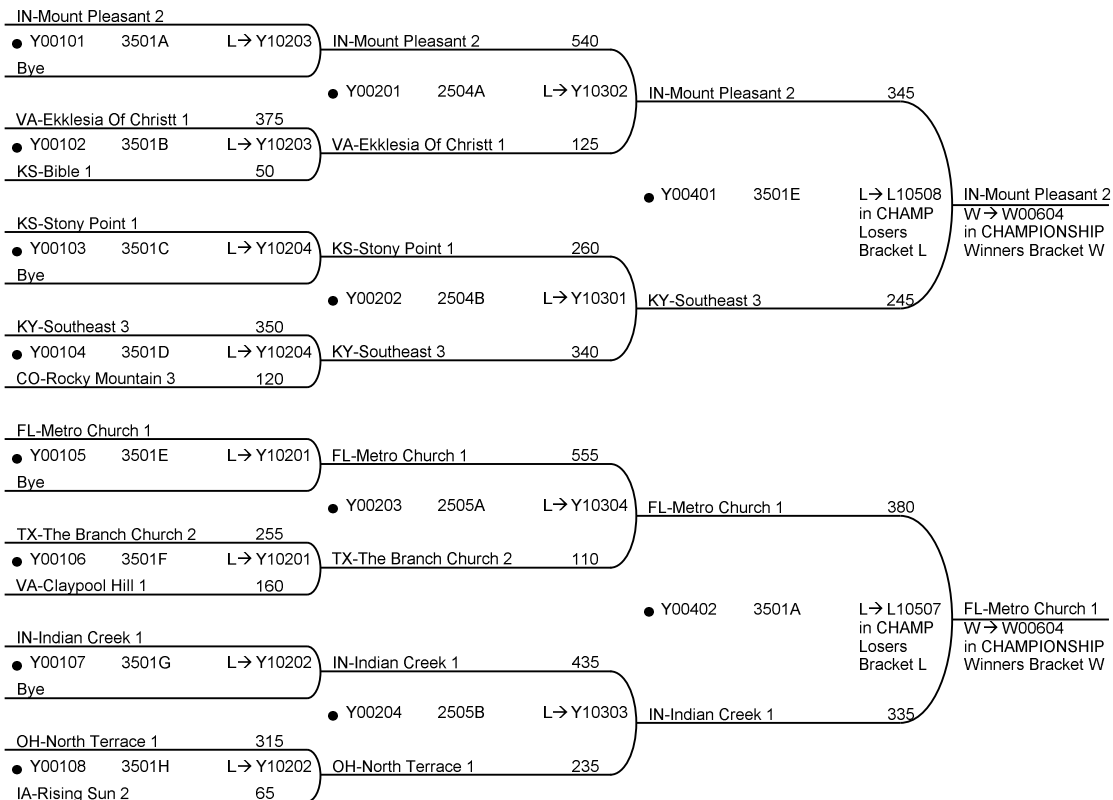 IN-Mount Pleasant 2
● Y00101 3501A L→ Y10203
Bye
IN-Mount Pleasant 2 540
● Y00201 2504A L→ Y10302
VA-Ekklesia Of Christt 1 375
● Y00102 3501B L→ Y10203
KS-Bible 1 50
VA-Ekklesia Of Christt 1 125
IN-Mount Pleasant 2 345
● Y00401 3501E L→ L10508
in CHAMP
Losers
Bracket L
IN-Mount Pleasant 2
W → W00604
in CHAMPIONSHIP
Winners Bracket W
KS-Stony Point 1
● Y00103 3501C L→ Y10204
Bye
KS-Stony Point 1 260
● Y00202 2504B L→ Y10301
KY-Southeast 3 245
KY-Southeast 3 350
● Y00104 3501D L→ Y10204
CO-Rocky Mountain 3 120
KY-Southeast 3 340
FL-Metro Church 1
● Y00105 3501E L→ Y10201
Bye
FL-Metro Church 1 555
● Y00203 2505A L→ Y10304
TX-The Branch Church 2 255
● Y00106 3501F L→ Y10201
VA-Claypool Hill 1 160
TX-The Branch Church 2 110
FL-Metro Church 1 380
● Y00402 3501A L→ L10507
in CHAMP
Losers
Bracket L
FL-Metro Church 1
W → W00604
in CHAMPIONSHIP
Winners Bracket W
IN-Indian Creek 1
● Y00107 3501G L→ Y10202
Bye
IN-Indian Creek 1 435
● Y00204 2505B L→ Y10303
IN-Indian Creek 1 335
OH-North Terrace 1 315
● Y00108 3501H L→ Y10202
IA-Rising Sun 2 65
OH-North Terrace 1 235